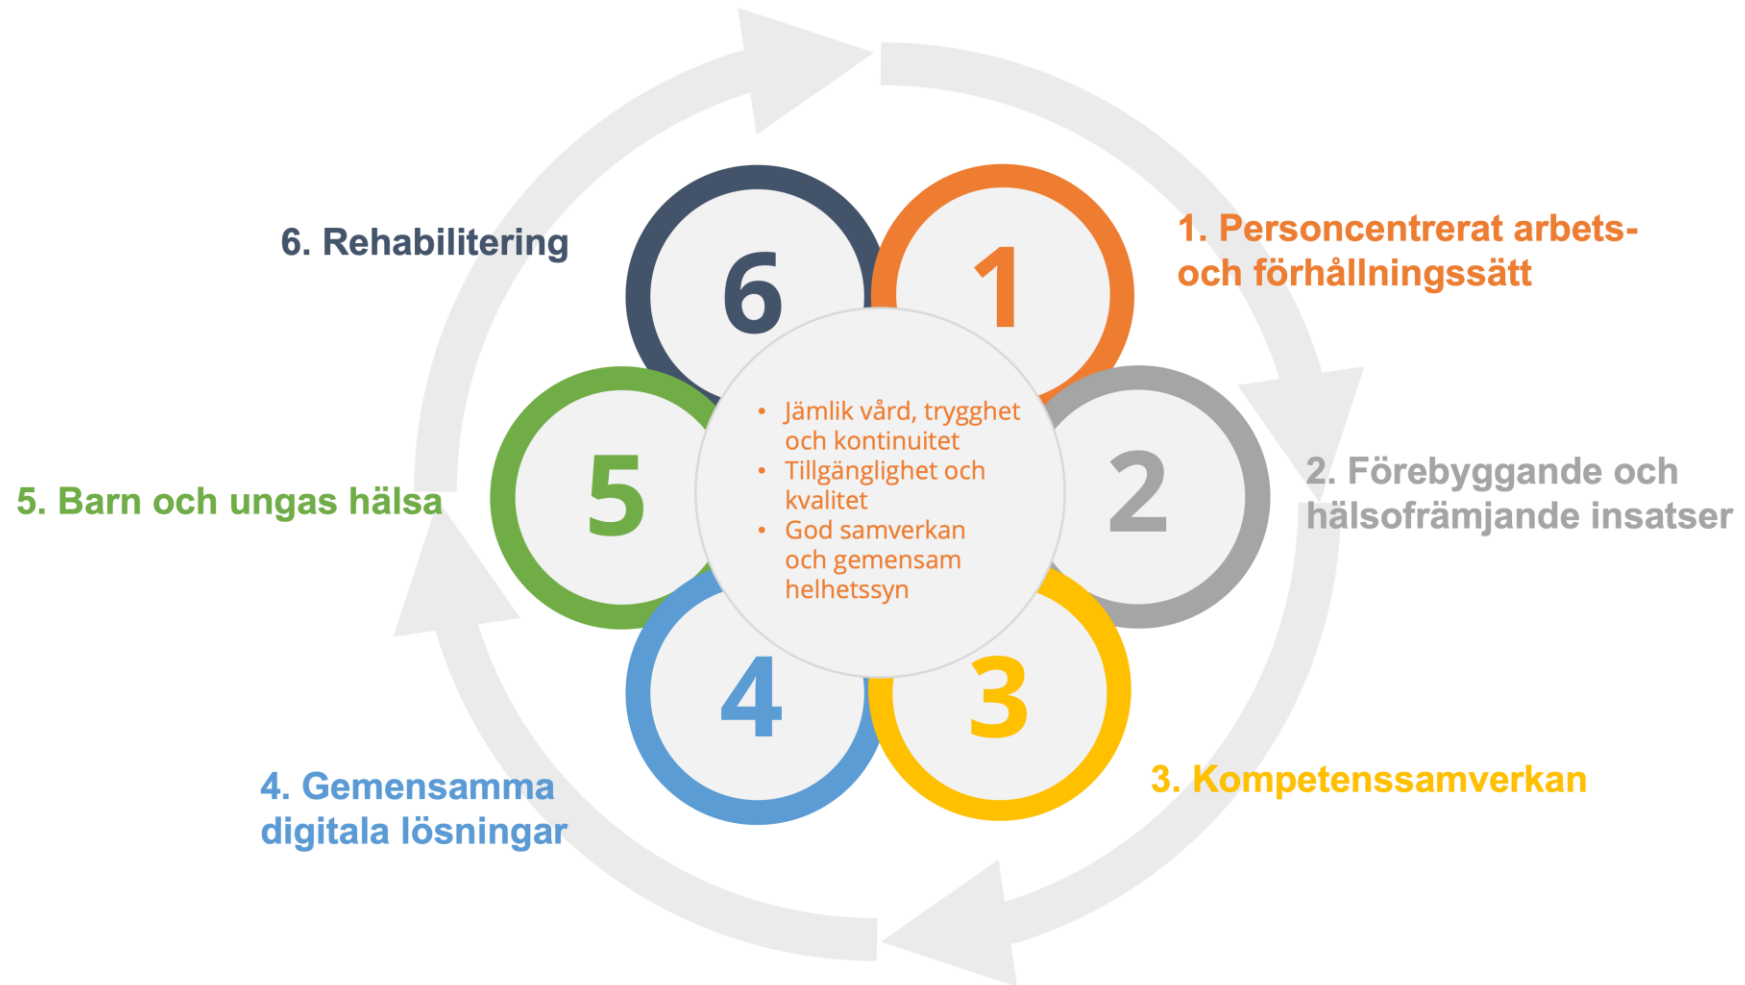 6. Rehabilitering
1. Personcentrerat arbets-
och förhållningssätt
6
1
• Jämlik vård, trygghet
och kontinuitet
• Tillgänglighet och
kvalitet
• God samverkan
och gemensam
helhetssyn
5. Barn och ungas hälsa
5
2
2. Förebyggande och
hälsofrämjande insatser
4
3
4. Gemensamma
digitala lösningar
3. Kompetenssamverkan